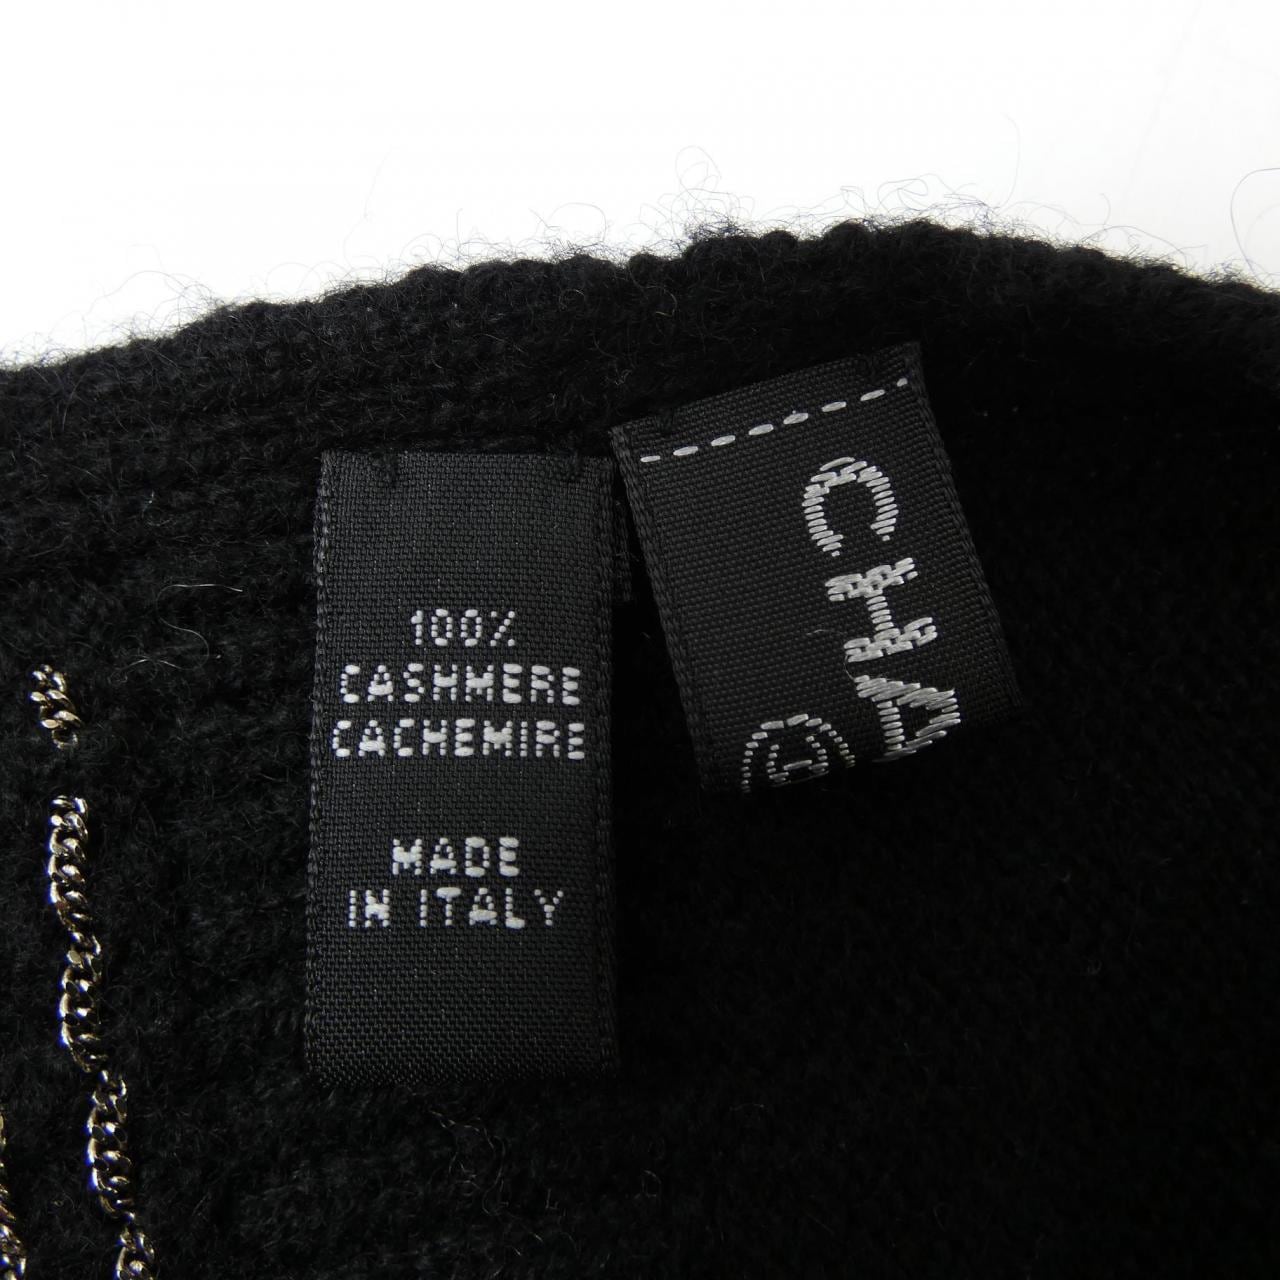 100%
CASHMERE
CACHEMIRE
MADE
IN ITALY
CHA
®